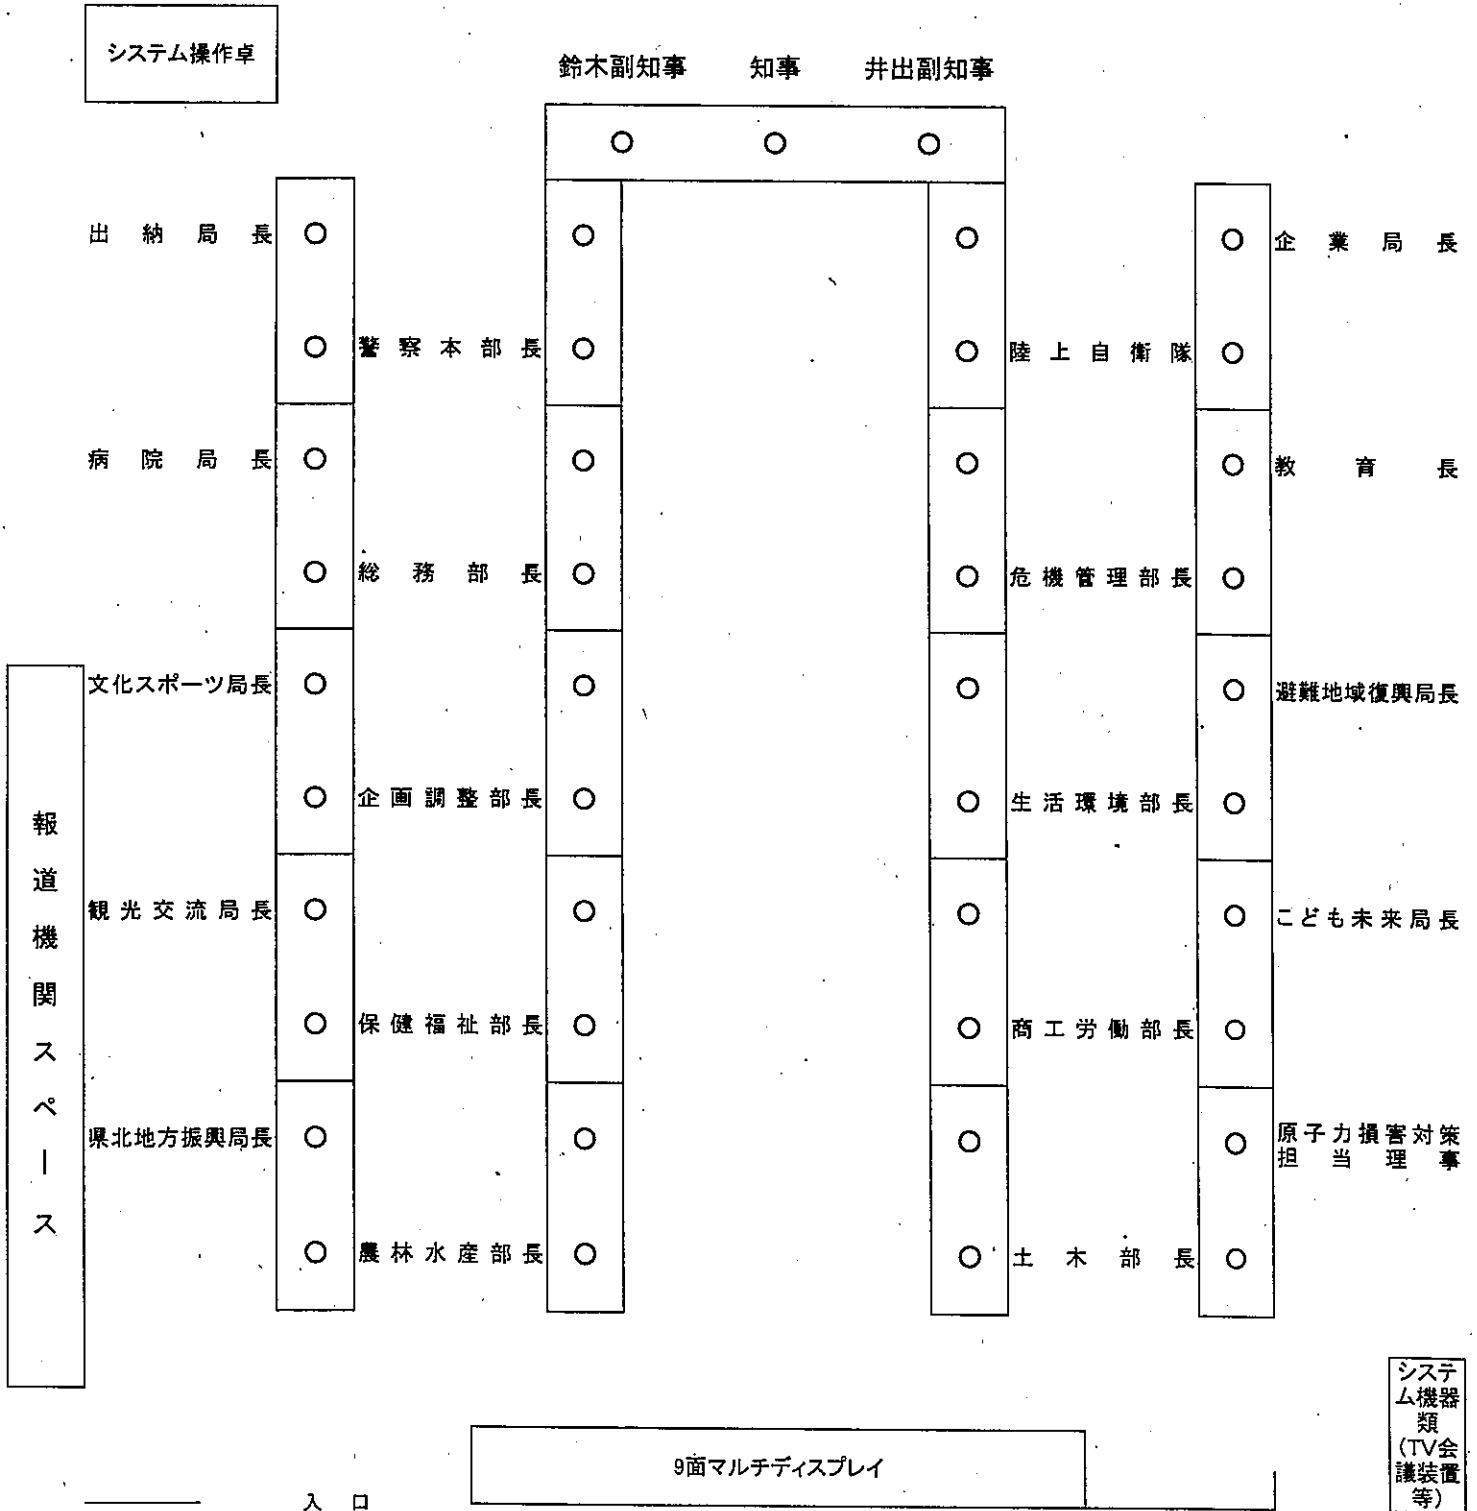 システム操作卓
鈴木副知事　知事　井出副知事
出納局長
企業局長
警察本部長
陸上自衛隊
病院局長
教育長
総務部長
危機管理部長
文化スポーツ局長
避難地域復興局長
企画調整部長
生活環境部長
報道機関スペース
観光交流局長
こども未来局長
保健福祉部長
商工労働部長
県北地方振興局長
原子力損害対策
担当理事
農林水産部長
土木部長
システ
ム機器
類
(TV会
議装置
等)
9面マルチディスプレイ
入口